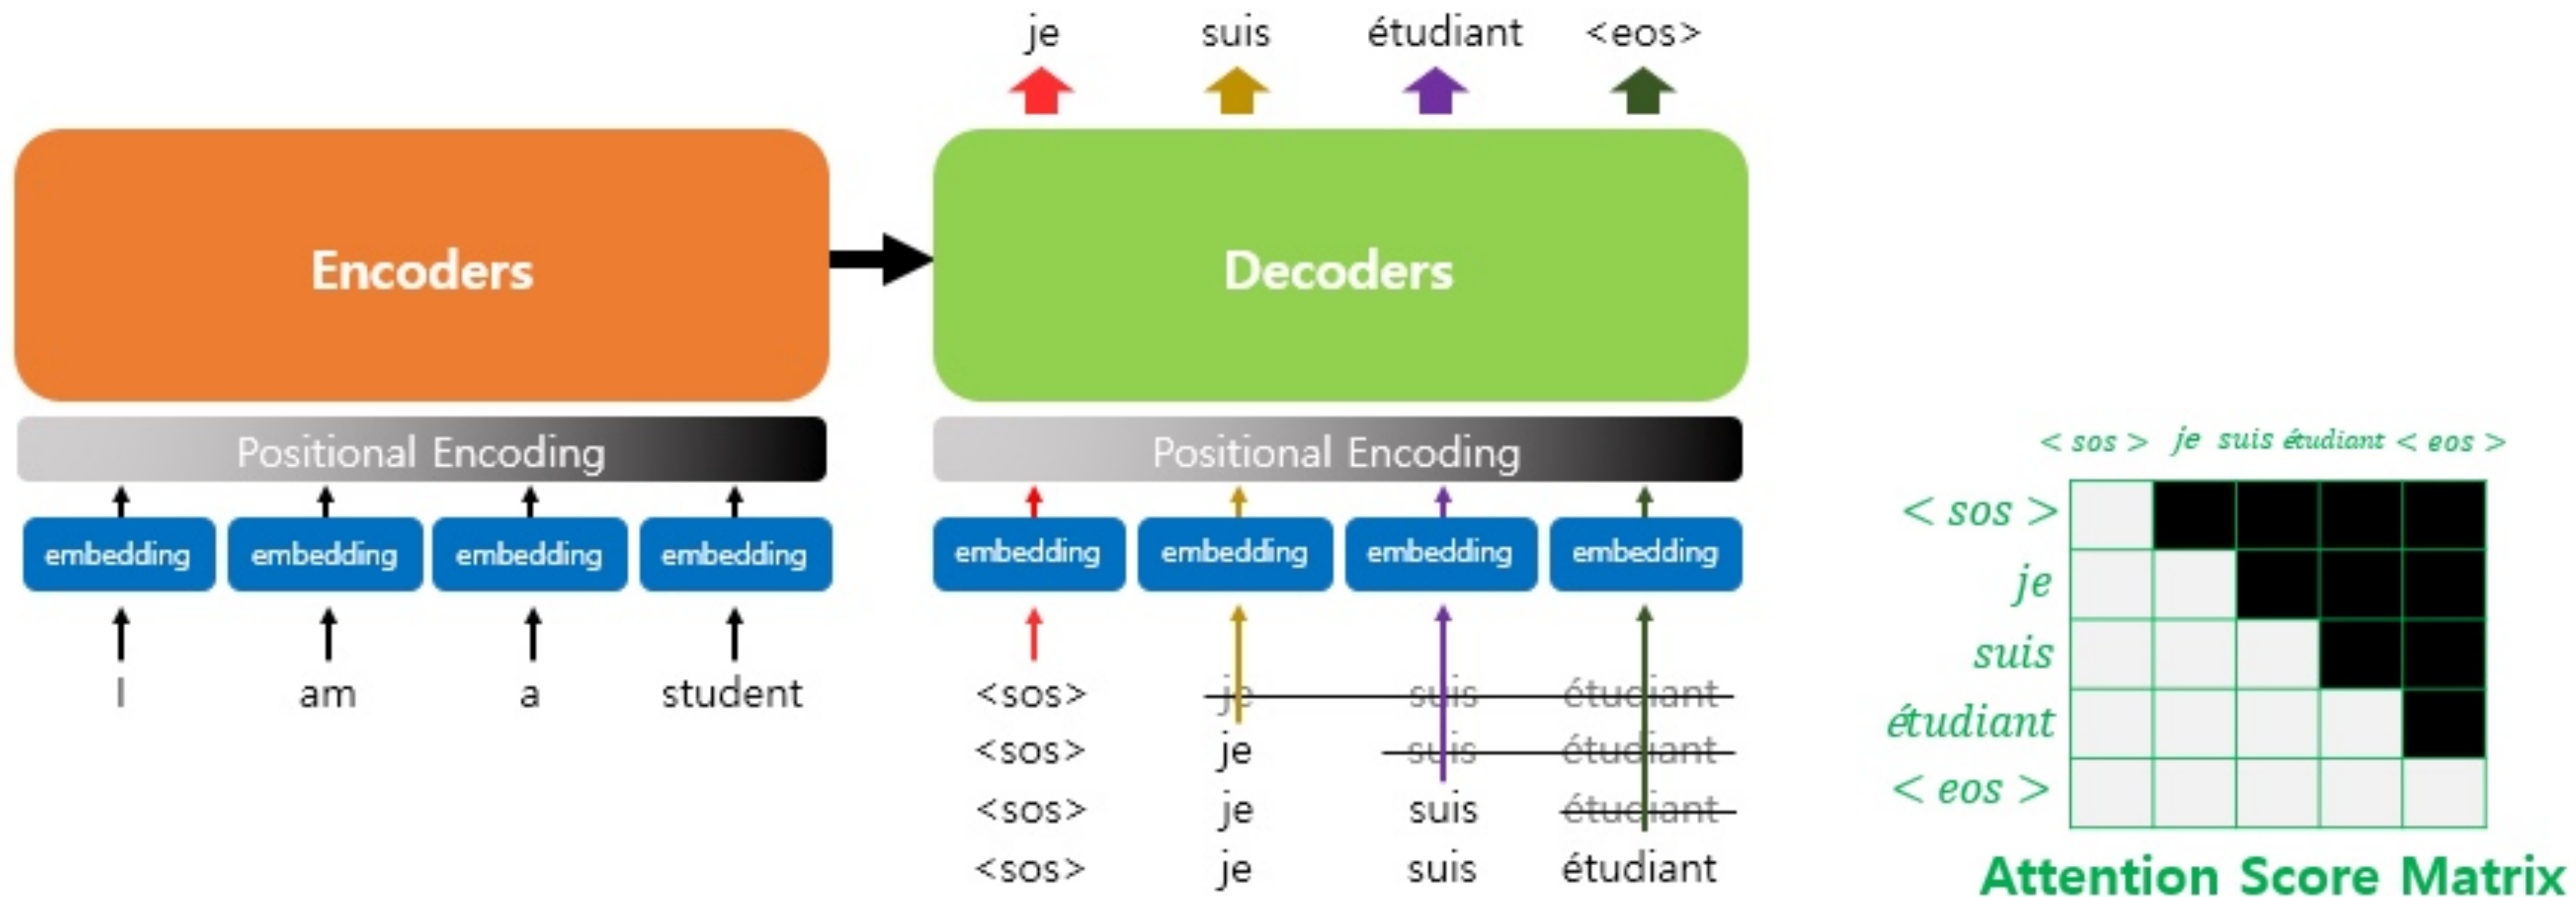 je suis étudiant <eos>
Encoders
Decoders
Positional Encoding
Positional Encoding
embedding embedding embedding embedding
embedding embedding embedding embedding
I am a student
<sos> je suis étudiant
<sos> je suis étudiant
<sos> je suis étudiant
<sos> je suis étudiant
< sos > je suis étudiant < eos >
< sos >
je
suis
étudiant
< eos >
Attention Score Matrix